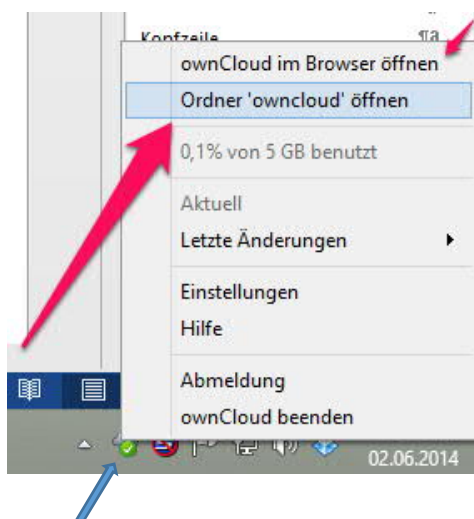 Kopfzeile
¶a
ownCloud im Browser öffnen
Ordner 'owncloud' öffnen
0,1% von 5 GB benutzt
Aktuell
Letzte Änderungen
Einstellungen
Hilfe
Abmeldung
ownCloud beenden
02.06.2014